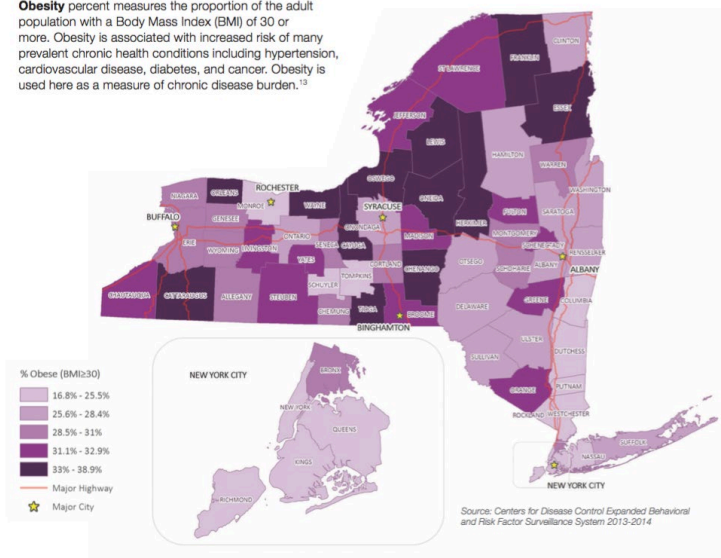 Obesity percent measures the proportion of the adult
population with a Body Mass Index (BMI) of 30 or
more. Obesity is associated with increased risk of many
prevalent chronic health conditions including hypertension,
cardiovascular disease, diabetes, and cancer. Obesity is
used here as a measure of chronic disease burden.¹³
CLINTON
FRANKLIN
ST LAWRENCE
ESSEX
JEFFERSON
LEWIS
HAMILTON
WARREN
OSWEGO
WASHINGTON
ROCHESTER
NIAGARA
ORLEANS
ONEIDA
MONROE
WAYNE
SYRACUSE
FULTON
SARATOGA
BUFFALO
GENESEE
HERKIMER
ONONDAGA
MADISON
MONTGOMERY
ONTARIO
ERIE
SENECA
CAYUGA
SCHENECTADY
WYOMING
LIVINGSTON
RENSSELAER
YATES
OTSEGO
CORTLAND
CHENANGO
SCHOHARIE
ALBANY
ALBANY
TOMPKINS
SCHUYLER
CHAUTAUQUA
CATTARAUGUS
ALLEGANY
STEUBEN
GREENE
COLUMBIA
CHEMUNG
TIOGA
BROOME
DELAWARE
BINGHAMTON
ULSTER
DUTCHESS
SULLIVAN
ORANGE
PUTNAM
ROCKLAND
WESTCHESTER
SUFFOLK
NASSAU
NEW YORK CITY
NEW YORK CITY
BRONX
NEW YORK
QUEENS
KINGS
RICHMOND
% Obese (BMI≥30)
16.8% - 25.5%
25.6% - 28.4%
28.5% - 31%
31.1% - 32.9%
33% - 38.9%
Major Highway
Major City
Source: Centers for Disease Control Expanded Behavioral
and Risk Factor Surveillance System 2013-2014